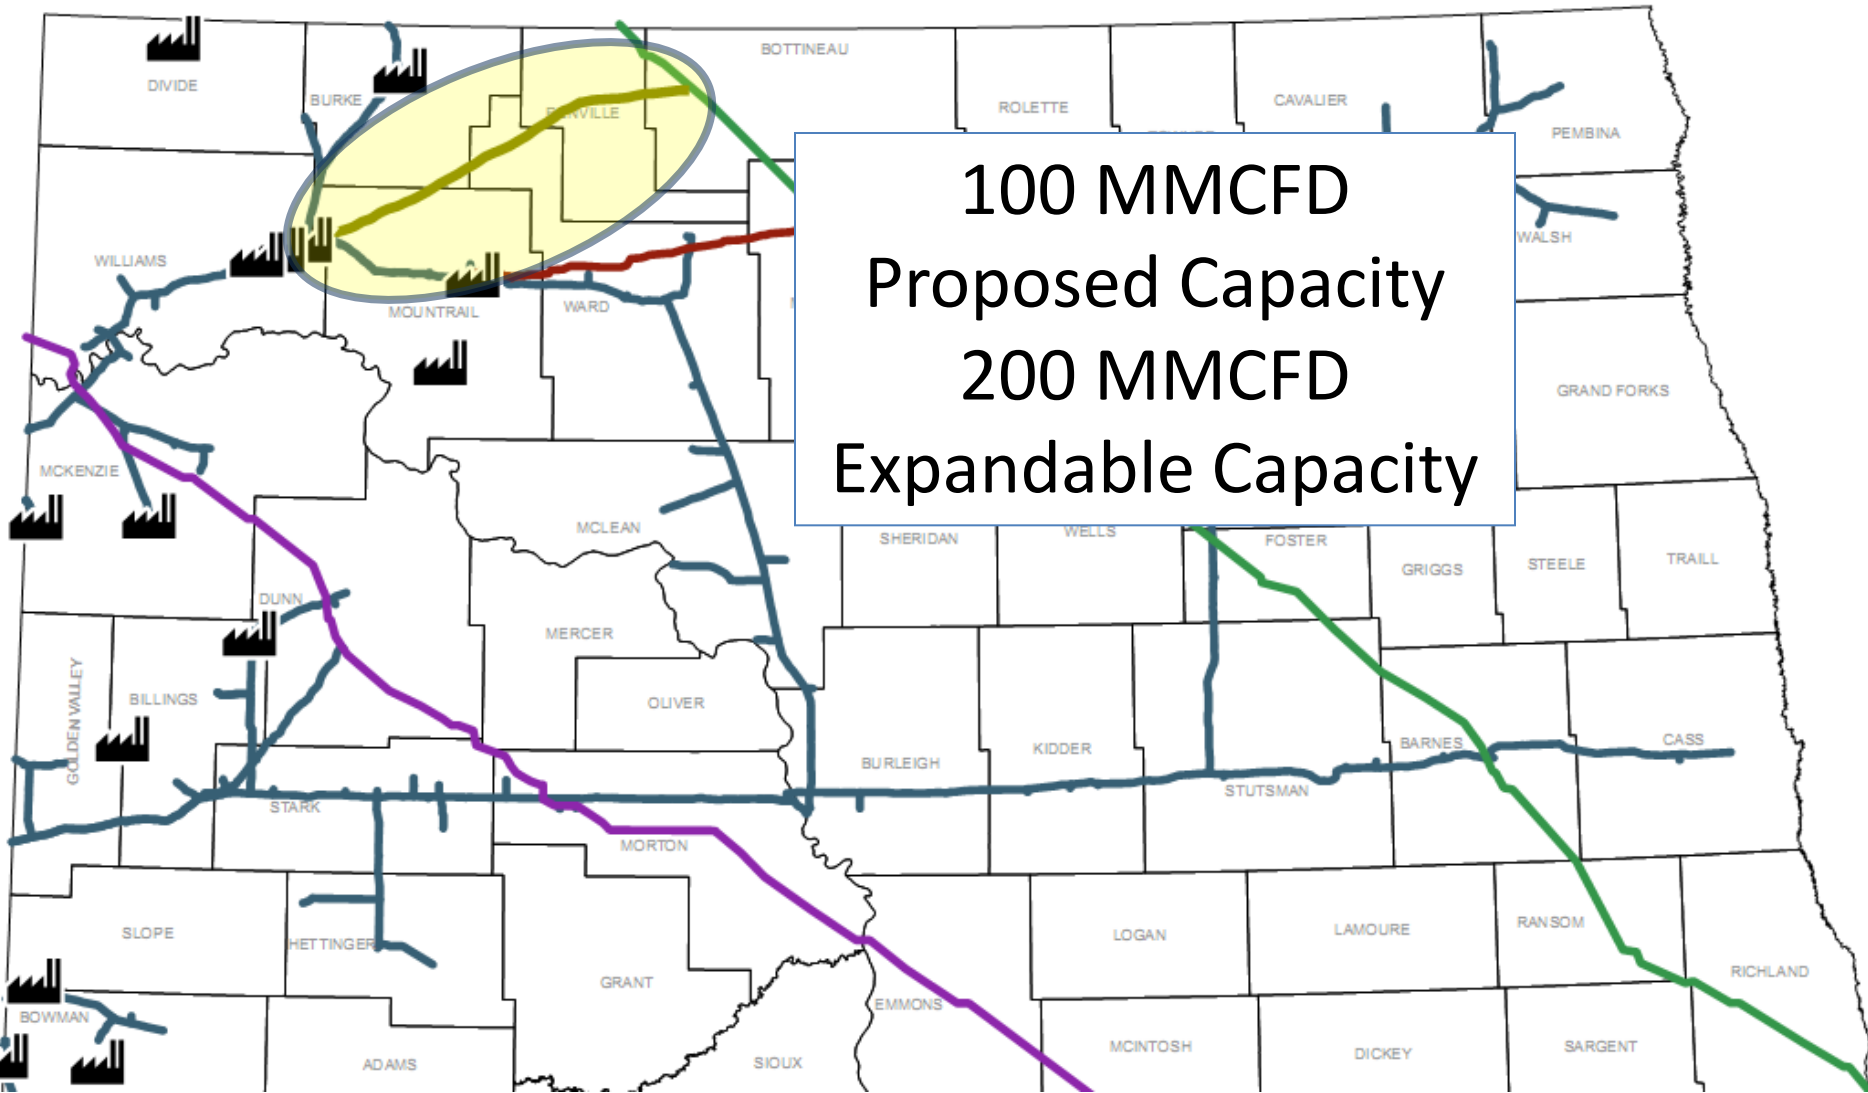 BOTTINEAU
DIVIDE
BURKE
ROLETTE
CAVALIER
PEMBINA
100 MMCFD
Proposed Capacity
200 MMCFD
Expandable Capacity
WALSH
WILLIAMS
MOUNTRAIL
WARD
GRAND FORKS
MCKENZIE
MCLEAN
SHERIDAN
WELLS
FOSTER
GRIGGS
STEELE
TRAILL
DUNN
MERCER
GOLDEN VALLEY
BILLINGS
OLIVER
BURLEIGH
KIDDER
BARNES
CASS
STARK
STUTSMAN
MORTON
SLOPE
HETTINGER
LOGAN
LAMOURE
RANSOM
RICHLAND
GRANT
EMMONS
BOWMAN
ADAMS
SIOUX
MCINTOSH
DICKEY
SARGENT